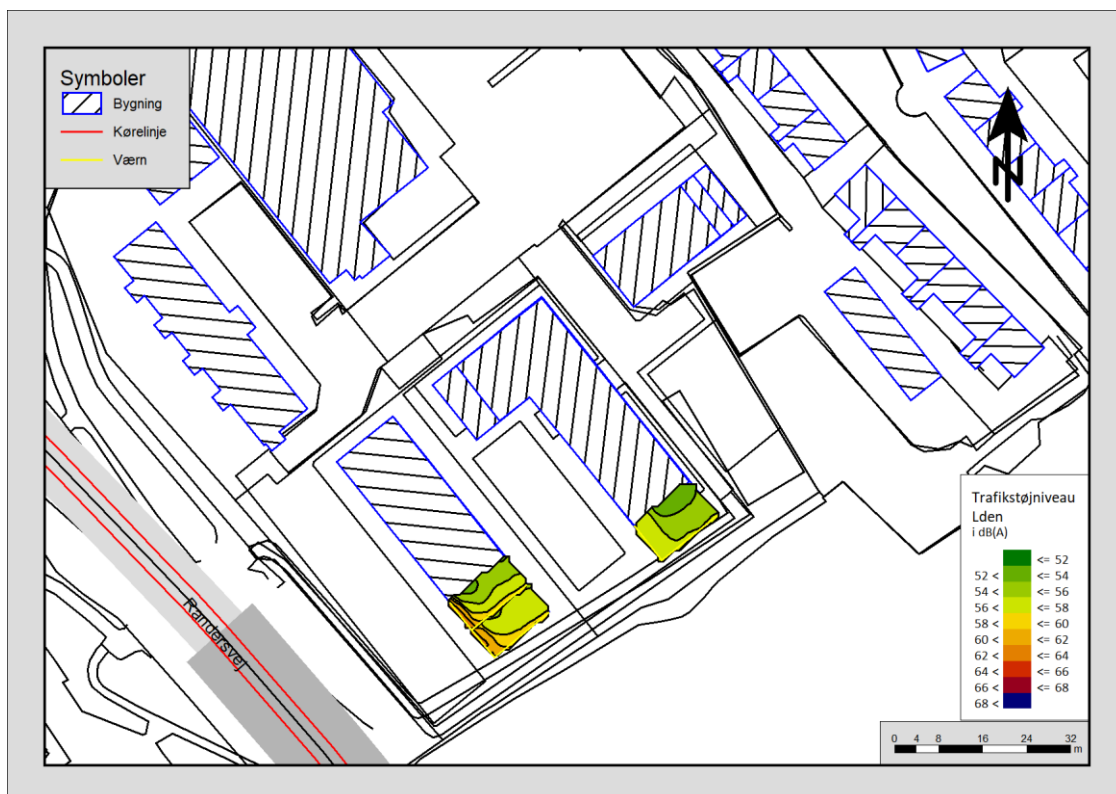 Symboler
Bygning
Kørelinje
Værn
N
Randersvej
Trafikstøjniveau
Lden
i dB(A)
<= 52
52 < <= 54
54 < <= 56
56 < <= 58
58 < <= 60
60 < <= 62
62 < <= 64
64 < <= 66
66 < <= 68
68 <
0 4 8 16 24 32
m